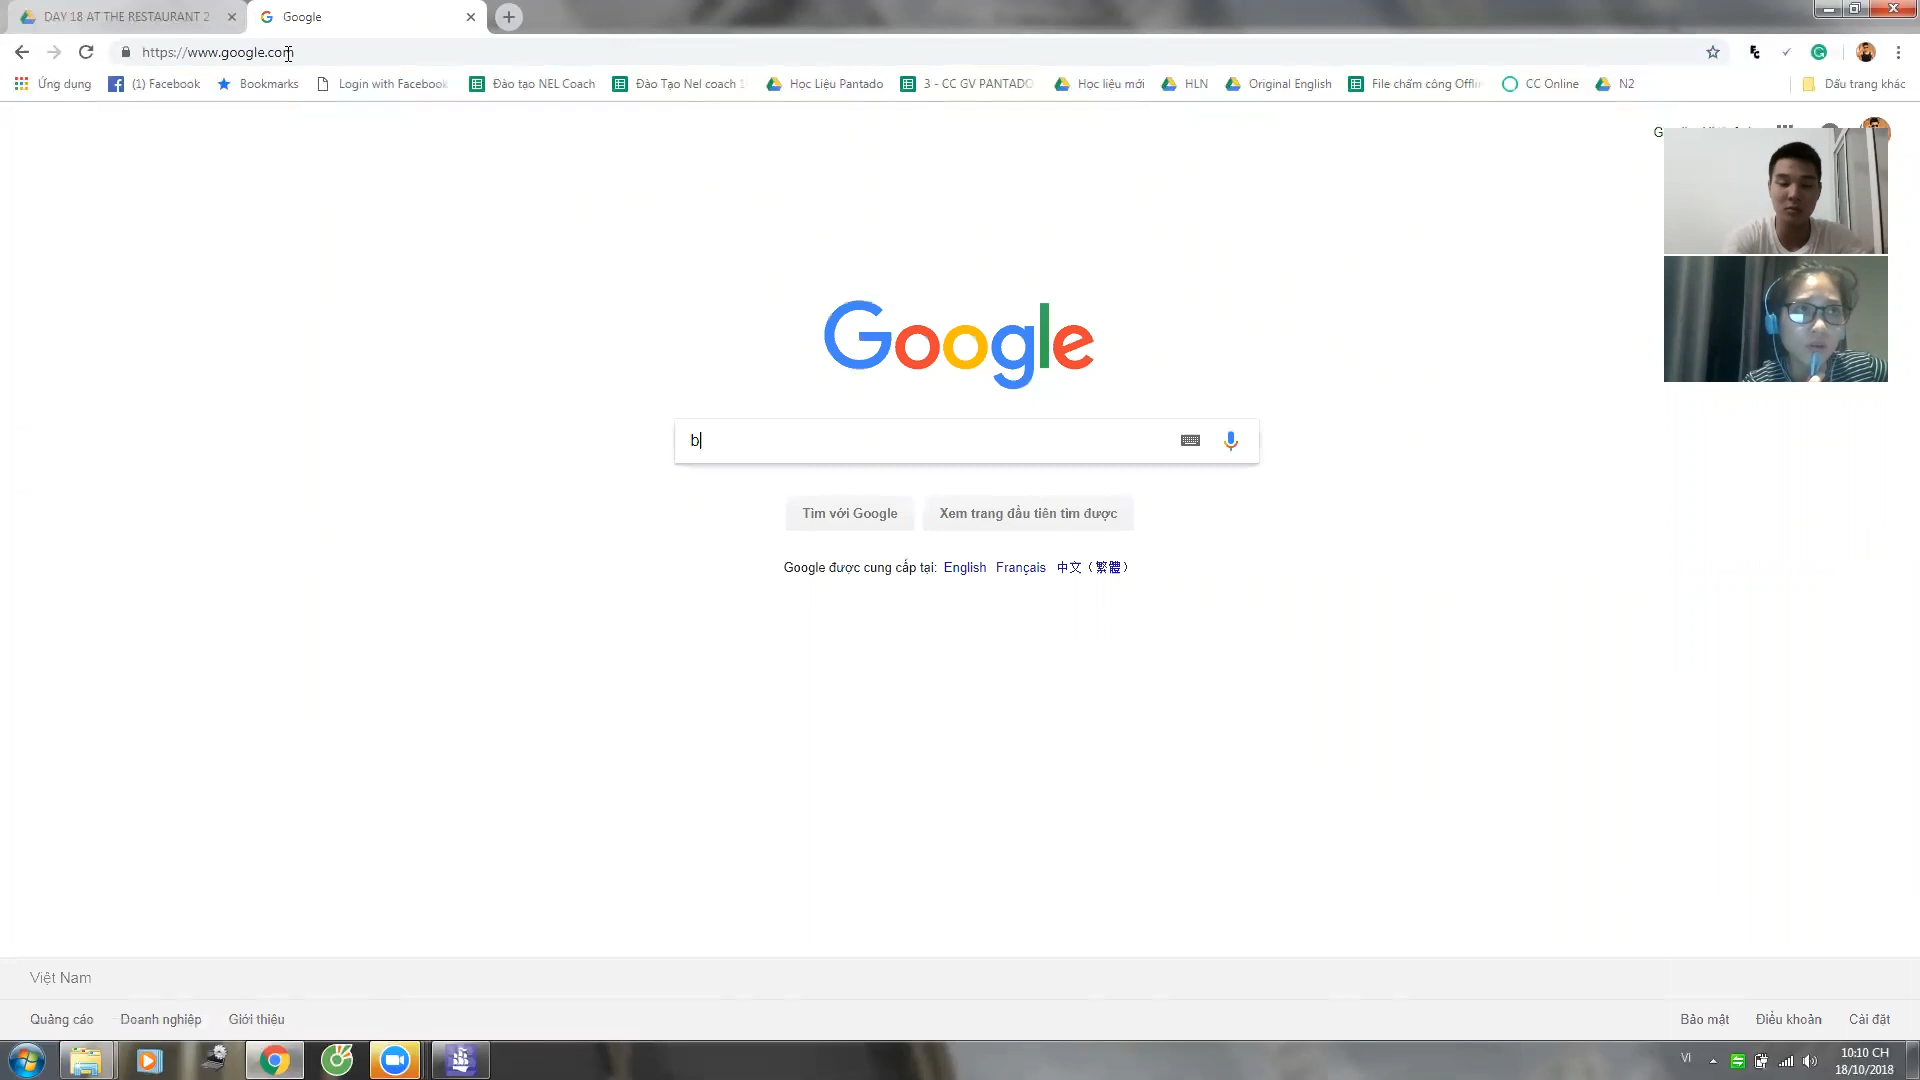 DAY 18 AT THE RESTAURANT 2
Google
https://www.google.com
Ứng dụng
(1) Facebook
Bookmarks
Login with Facebook
Đào tạo NEL Coach
Đào Tạo Nel coach 1
Học Liệu Pantado
3 - CC GV PANTADO
Học liệu mới
HLN
Original English
File chấm công Offlin
CC Online
N2
Dấu trang khác
Google
b
Tìm với Google
Xem trang đầu tiên tìm được
Google được cung cấp tại: English Français 中文（繁體）
Việt Nam
Quảng cáo
Doanh nghiệp
Giới thiệu
Bảo mật
Điều khoản
Cài đặt
VI
10:10 CH
18/10/2018